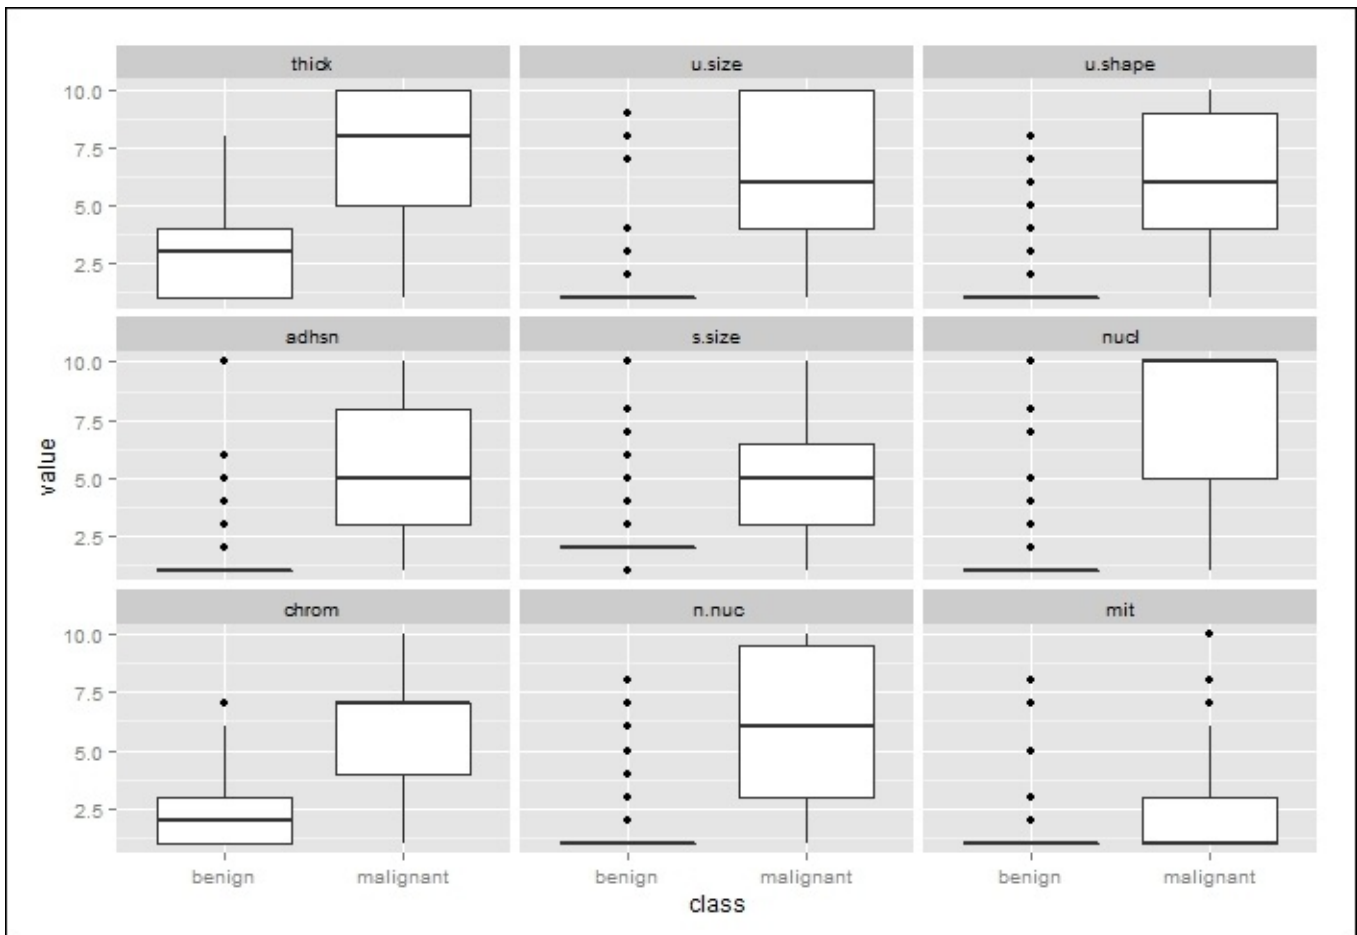 thick u.size u.shape
10.0
7.5
5.0
2.5
adhsn s.size nucl
10.0
7.5
5.0
2.5
value
chrom n.nuc mit
10.0
7.5
5.0
2.5
benign malignant benign malignant benign malignant
class